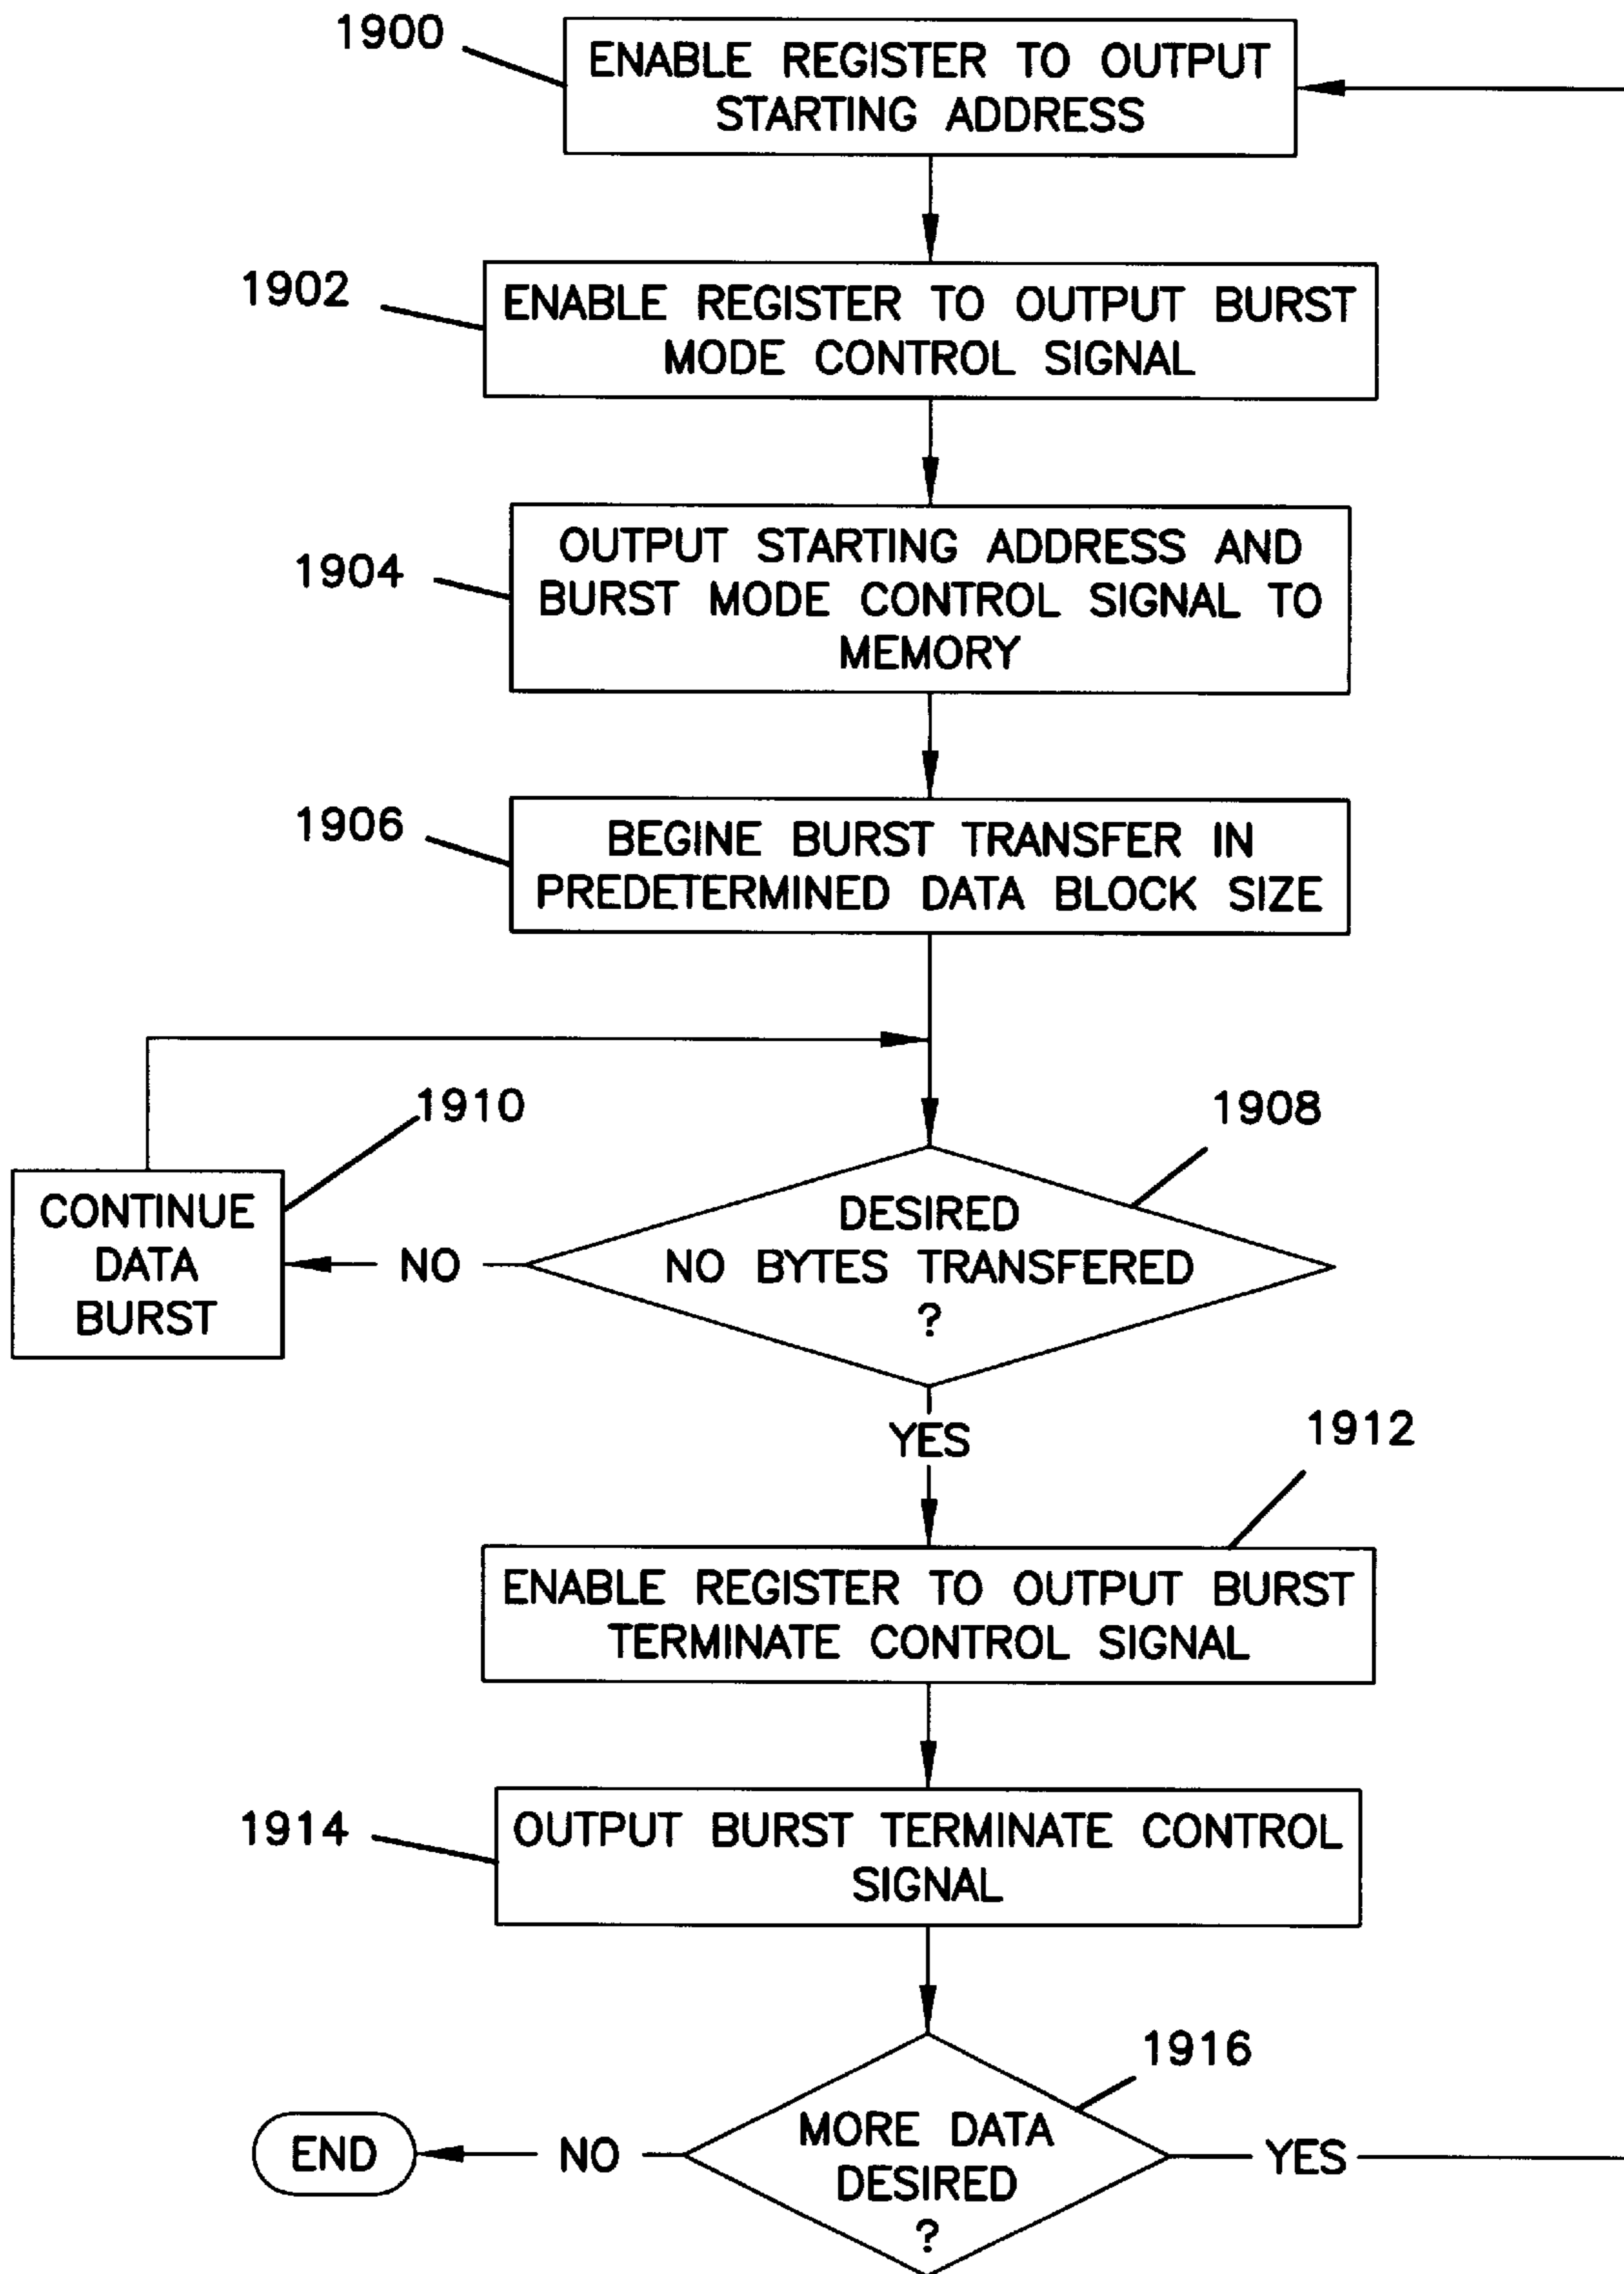 1900
ENABLE REGISTER TO OUTPUT
STARTING ADDRESS
1902
ENABLE REGISTER TO OUTPUT BURST
MODE CONTROL SIGNAL
1904
OUTPUT STARTING ADDRESS AND
BURST MODE CONTROL SIGNAL TO
MEMORY
1906
BEGINE BURST TRANSFER IN
PREDETERMINED DATA BLOCK SIZE
1910
1908
CONTINUE
DATA
BURST
NO
DESIRED
NO BYTES TRANSFERED
?
YES
1912
ENABLE REGISTER TO OUTPUT BURST
TERMINATE CONTROL SIGNAL
1914
OUTPUT BURST TERMINATE CONTROL
SIGNAL
1916
END
NO
MORE DATA
DESIRED
?
YES